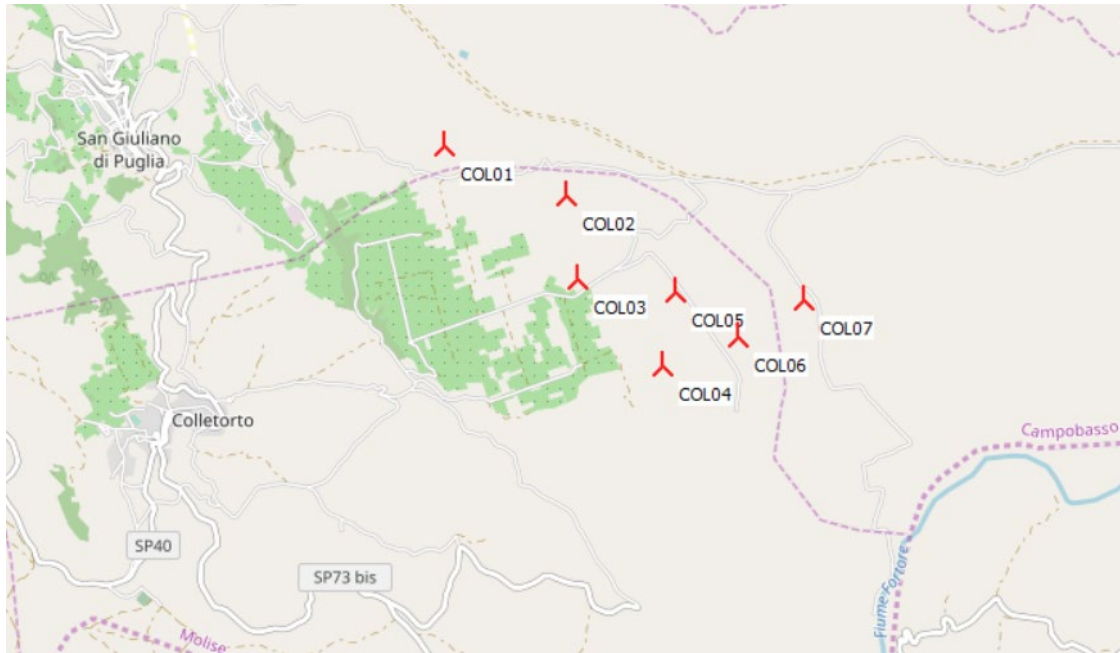 San Giuliano
di Puglia
COL01
COL02
COL03
COL05
COL07
COL06
COL04
Colletorto
Campobasso
SP40
SP73 bis
Fiume Fortore
Molise